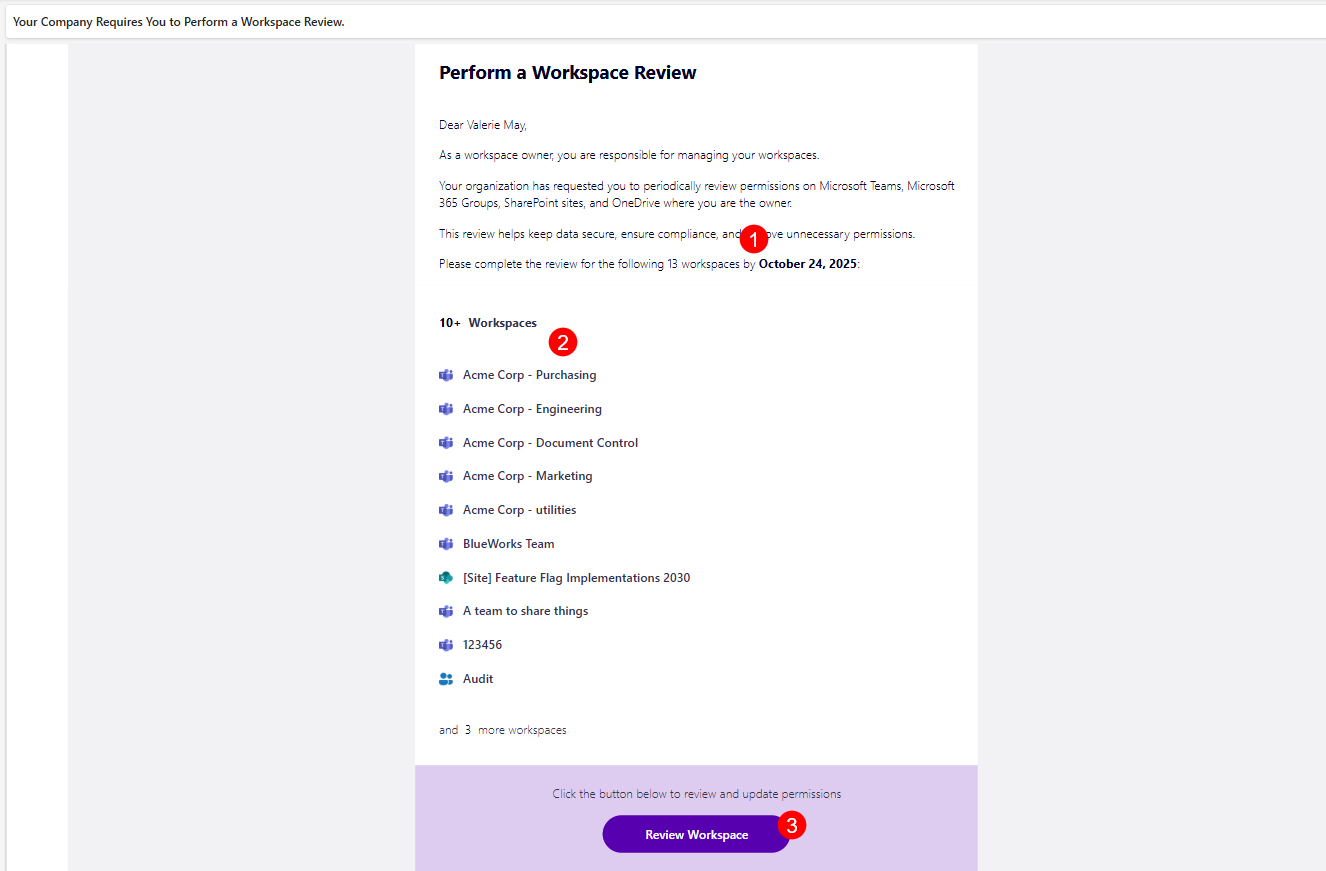 Your Company Requires You to Perform a Workspace Review.
Perform a Workspace Review
Dear Valerie May,
As a workspace owner, you are responsible for managing your workspaces.
Your organization has requested you to periodically review permissions on Microsoft Teams, Microsoft
365 Groups, SharePoint sites, and OneDrive where you are the owner.
This review helps keep data secure, ensure compliance, and unnecessary permissions.
1
Please complete the review for the following 13 workspaces by October 24, 2025:
10+ Workspaces
2
Acme Corp - Purchasing
Acme Corp - Engineering
Acme Corp - Document Control
Acme Corp - Marketing
Acme Corp - utilities
BlueWorks Team
[Site] Feature Flag Implementations 2030
A team to share things
123456
Audit
and 3 more workspaces
Click the button below to review and update permissions
Review Workspace
3